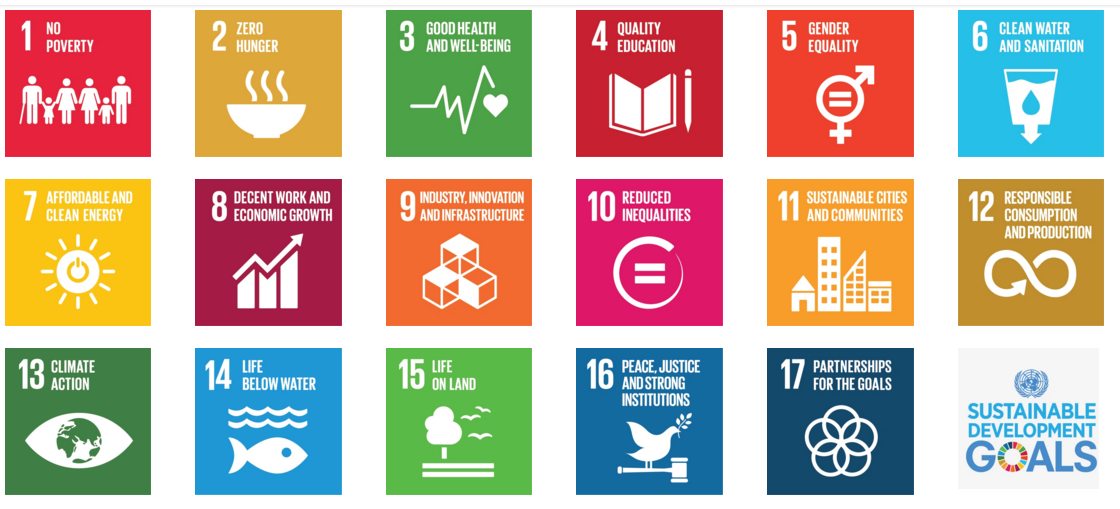 1 NO
POVERTY
2 ZERO
HUNGER
3 GOOD HEALTH
AND WELL-BEING
4 QUALITY
EDUCATION
5 GENDER
EQUALITY
6 CLEAN WATER
AND SANITATION
7 AFFORDABLE AND
CLEAN ENERGY
8 DECENT WORK AND
ECONOMIC GROWTH
9 INDUSTRY, INNOVATION
AND INFRASTRUCTURE
10 REDUCED
INEQUALITIES
11 SUSTAINABLE CITIES
AND COMMUNITIES
12 RESPONSIBLE
CONSUMPTION
AND PRODUCTION
13 CLIMATE
ACTION
14 LIFE
BELOW WATER
15 LIFE
ON LAND
16 PEACE, JUSTICE
AND STRONG
INSTITUTIONS
17 PARTNERSHIPS
FOR THE GOALS
SUSTAINABLE
DEVELOPMENT
GOALS